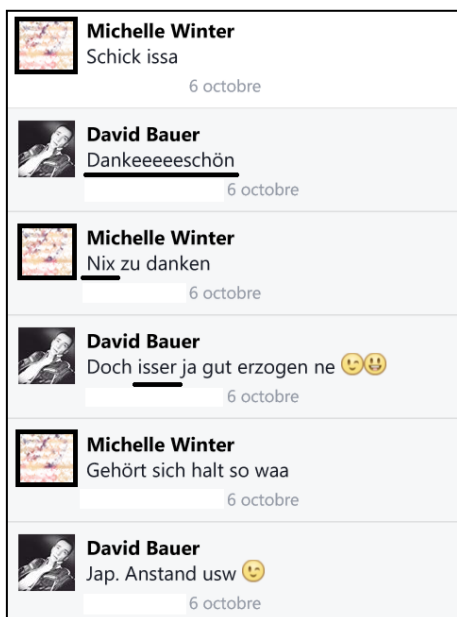 Michelle Winter
Schick issa
6 octobre
David Bauer
Dankeeeeeschön
6 octobre
Michelle Winter
Nix zu danken
6 octobre
David Bauer
Doch isser ja gut erzogen ne 😉😃
6 octobre
Michelle Winter
Gehört sich halt so waa
6 octobre
David Bauer
Jap. Anstand usw 😉
6 octobre